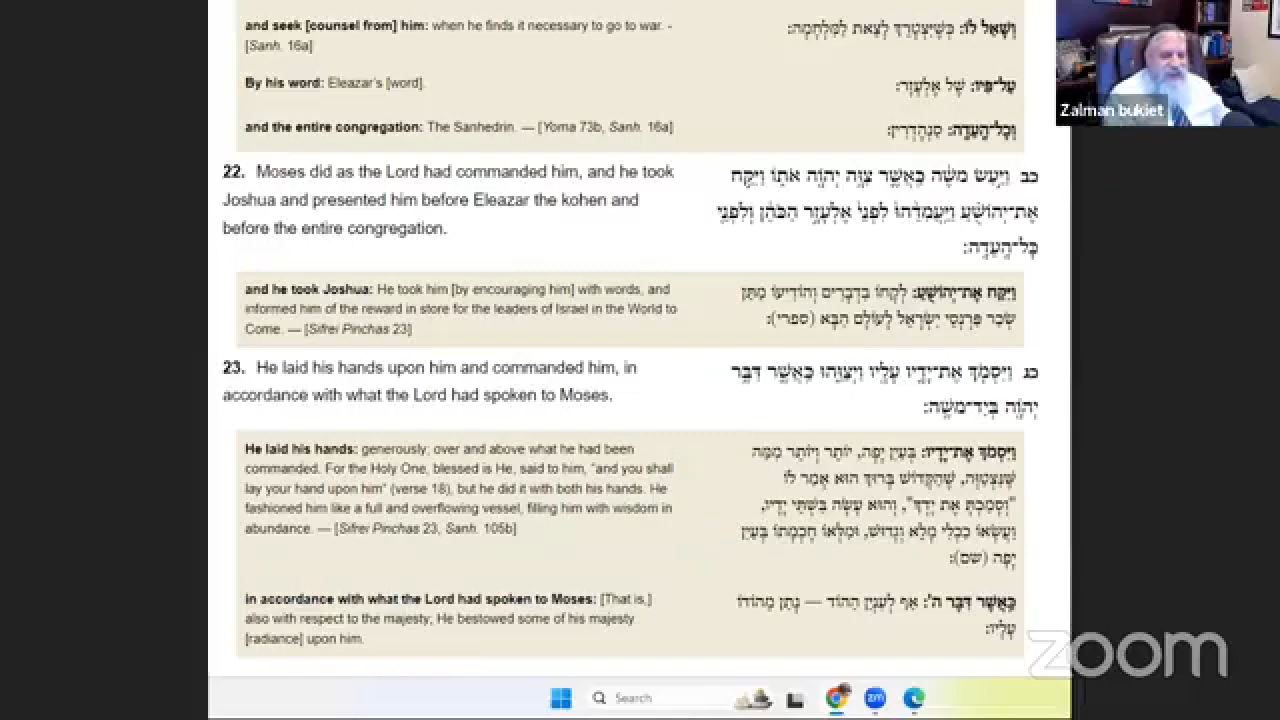 and seek [counsel from] him: when he finds it necessary to go to war. -
[Sanh. 16a]
וְשָׁאַל לוֹ: כְּשֶׁיִּצְטָרֵךְ לָצֵאת לַמִּלְחָמָה:
By his word: Eleazar's [word].
עַל־פִּיו: שֶׁל אֶלְעָזָר:
and the entire congregation: The Sanhedrin. — [Yoma 73b, Sanh. 16a]
וְכָל־הָעֵדָה: סַנְהֶדְרִין:
22. Moses did as the Lord had commanded him, and he took
Joshua and presented him before Eleazar the kohen and
before the entire congregation.
כב וַיַּעַשׂ מֹשֶׁה כַּאֲשֶׁר צִוָּה יְהוָֹה אֹתוֹ וַיִּקַּח
אֶת־יְהוֹשֻׁעַ וַיַּעֲמִדֵהוּ לִפְנֵי אֶלְעָזָר הַכֹּהֵן וְלִפְנֵי
כָּל־הָעֵדָה:
and he took Joshua: He took him [by encouraging him] with words, and
informed him of the reward in store for the leaders of Israel in the World to
Come. — [Sifrei Pinchas 23]
וַיִּקַּח אֶת־יְהוֹשֻׁעַ: לְקָחוֹ בִּדְבָרִים וְהוֹדִיעוֹ מַתַּן
שְׂכַר פַּרְנְסֵי יִשְׂרָאֵל לָעוֹלָם הַבָּא (ספרי):
23. He laid his hands upon him and commanded him, in
accordance with what the Lord had spoken to Moses.
כג וַיִּסְמֹךְ אֶת־יָדָיו עָלָיו וַיְצַוֵּהוּ כַּאֲשֶׁר דִּבֶּר
יְהוָֹה בְּיַד־מֹשֶׁה:
He laid his hands: generously; over and above what he had been
commanded. For the Holy One, blessed is He, said to him, "and you shall
lay your hand upon him" (verse 18), but he did it with both his hands. He
fashioned him like a full and overflowing vessel, filling him with wisdom in
abundance. — [Sifrei Pinchas 23, Sanh. 105b]
וַיִּסְמֹךְ אֶת־יָדָיו: בְּעַיִן יָפָה, יוֹתֵר וְיוֹתֵר מִמַּה
שֶּׁנִּצְטַוָּה, שֶׁהַקָּדוֹשׁ בָּרוּךְ הוּא אָמַר לוֹ
"וְסָמַכְתָּ אֶת יָדְךָ", וְהוּא עָשָׂה בִּשְׁתֵּי יָדָיו,
וַעֲשָׂאוֹ כִּכְלִי מָלֵא וְגָדוּשׁ, וּמִלְּאוֹ חָכְמָתוֹ בְּעַיִן
יָפָה (שם):
in accordance with what the Lord had spoken to Moses: [That is,]
also with respect to the majesty; He bestowed some of his majesty
[radiance] upon him.
כַּאֲשֶׁר דִּבֶּר ה': אַף לְעִנְיַן הַהוֹד — נָתַן מֵהוֹדוֹ
עָלָיו:
Zalman bukiet
zoom
Search
zm